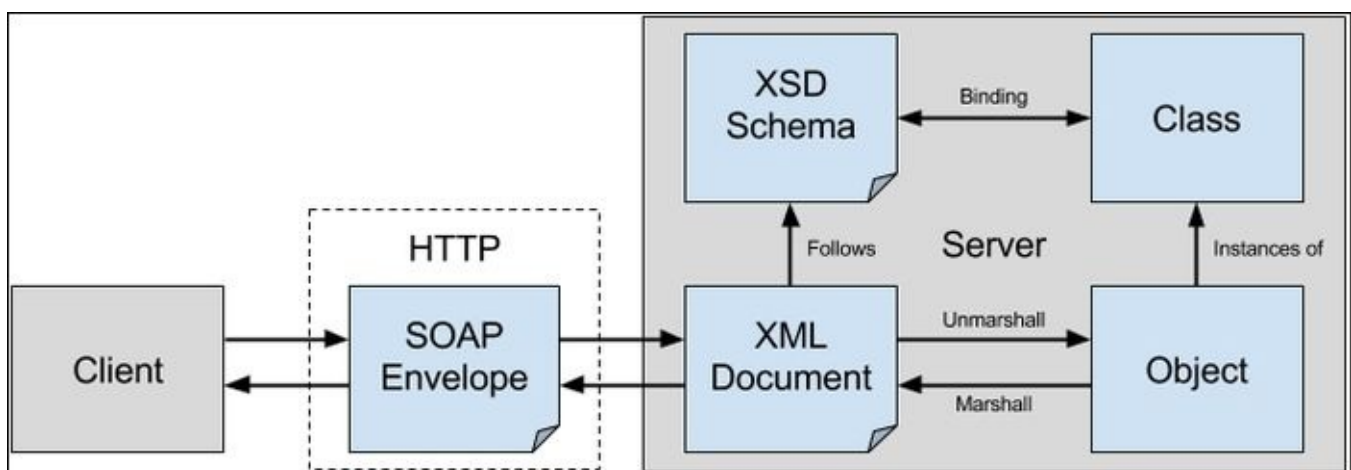 XSD
Schema
Binding
Class
HTTP
Follows
Server
Instances of
Client
SOAP
Envelope
XML
Document
Unmarshall
Marshall
Object